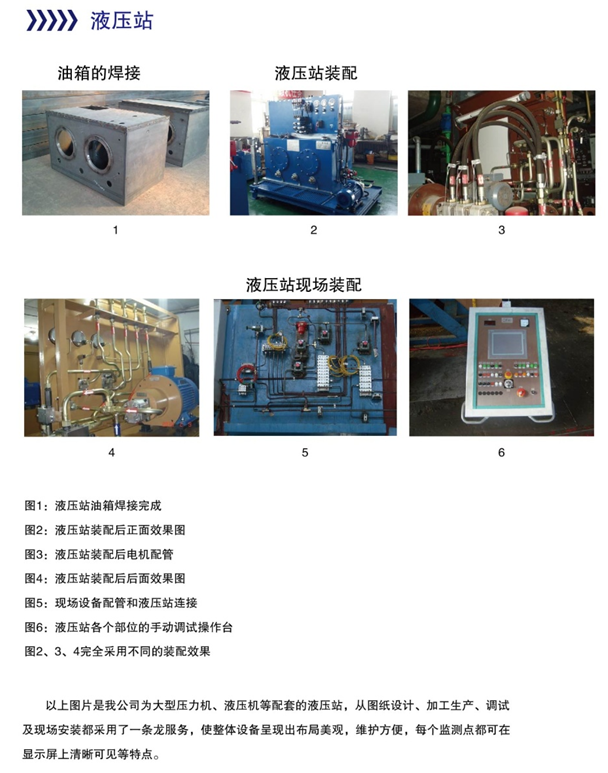 液压站
油箱的焊接
液压站装配
1
2
3
液压站现场装配
4
5
6
图1：液压站油箱焊接完成
图2：液压站装配后正面效果图
图3：液压站装配后电机配管
图4：液压站装配后后面效果图
图5：现场设备配管和液压站连接
图6：液压站各个部位的手动调试操作台
图2、3、4完全采用不同的装配效果
以上图片是我公司为大型压力机、液压机等配套的液压站，从图纸设计、加工生产、调试
及现场安装都采用了一条龙服务，使整体设备呈现出布局美观，维护方便，每个监测点都可在
显示屏上清晰可见等特点。